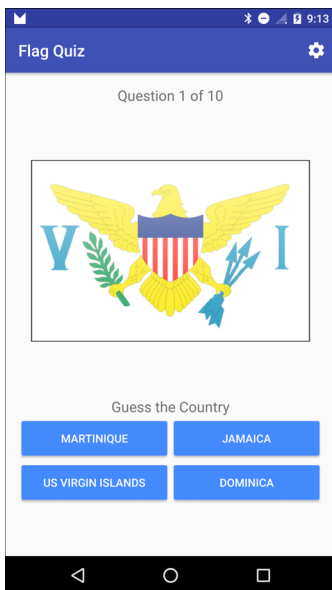 9:13
Flag Quiz
Question 1 of 10
V I
Guess the Country
MARTINIQUE JAMAICA
US VIRGIN ISLANDS DOMINICA